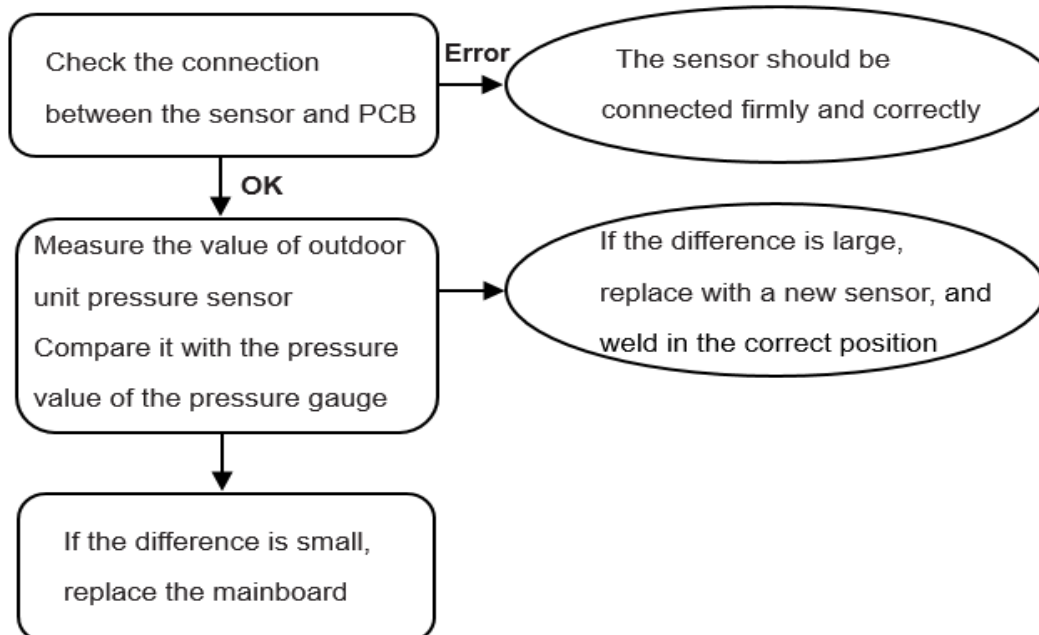 Check the connection
between the sensor and PCB
Error
The sensor should be
connected firmly and correctly
OK
Measure the value of outdoor
unit pressure sensor
Compare it with the pressure
value of the pressure gauge
If the difference is large,
replace with a new sensor, and
weld in the correct position
If the difference is small,
replace the mainboard